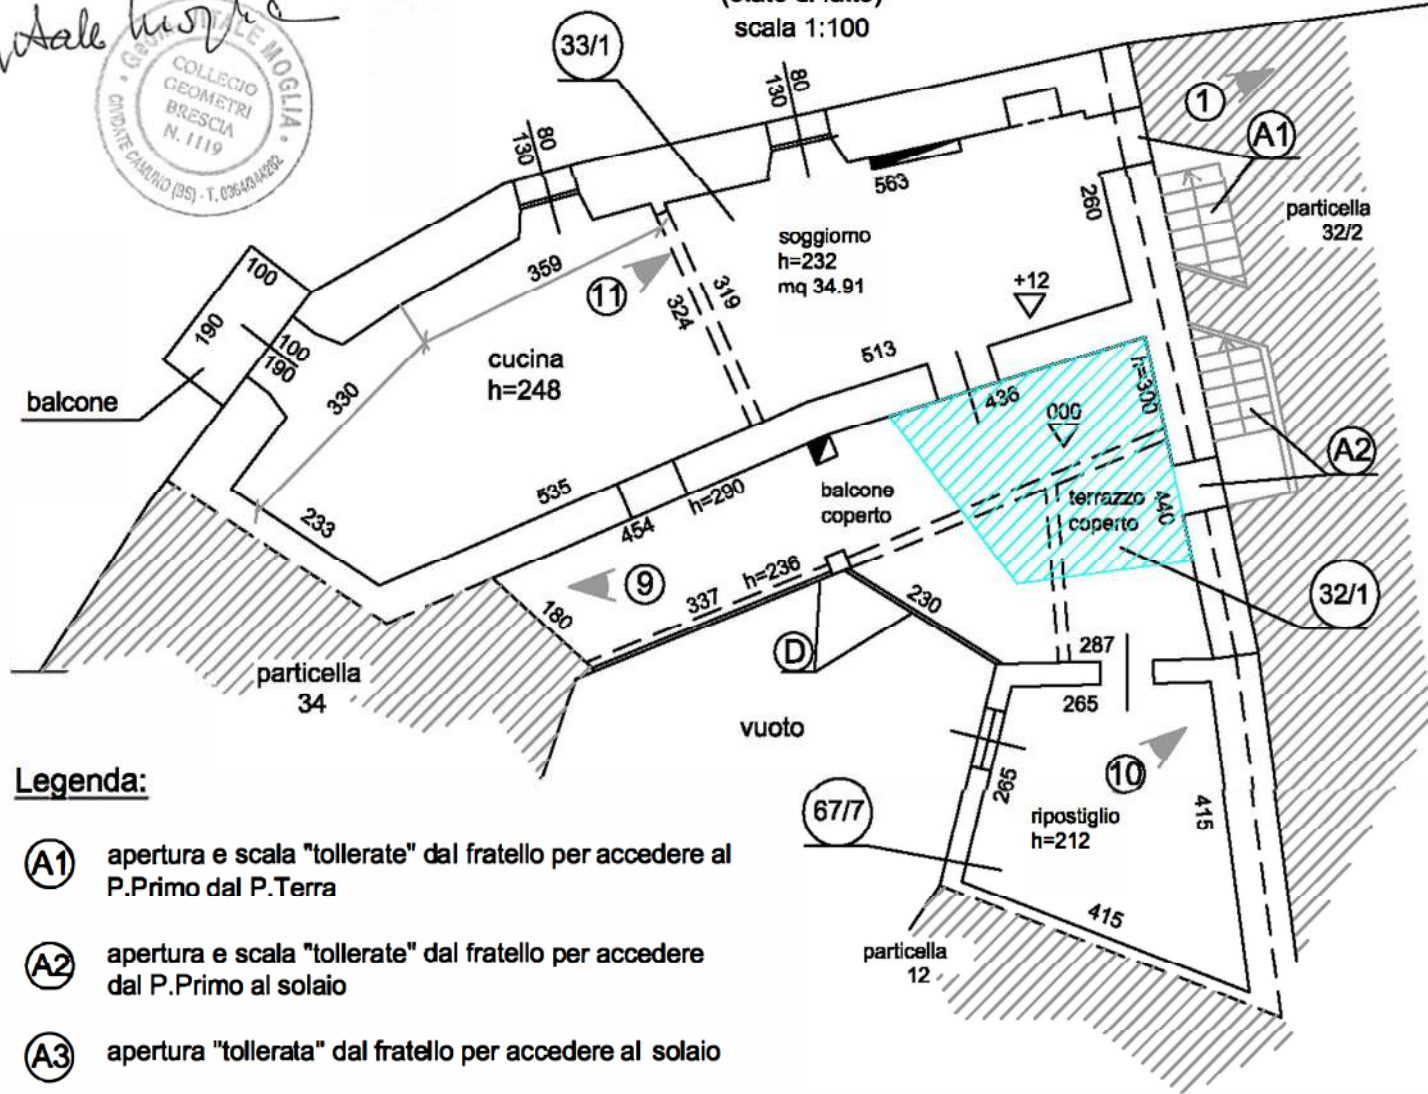 scala 1:100
COLLEGIO
GEOMETRI
BRESCIA
N. 1119
33/1
80
130
80
130
1
A1
563
260
particella
32/2
soggiorno
h=232
mq 34.91
+12
359
11
319
324
100
190
100
190
balcone
cucina
h=248
330
513
436
h=300
000
A2
535
233
454
h=290
balcone
coperto
terrazzo
coperto
440
9
337
h=236
230
180
32/1
D
287
265
particella
34
vuoto
10
265
67/7
ripostiglio
h=212
415
415
particella
12
Legenda:
A1 apertura e scala "tollerate" dal fratello per accedere al
P.Primo dal P.Terra
A2 apertura e scala "tollerate" dal fratello per accedere
dal P.Primo al solaio
A3 apertura "tollerata" dal fratello per accedere al solaio